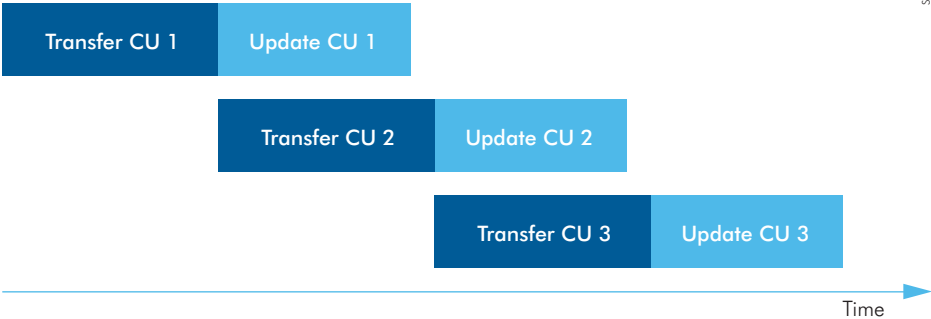 Transfer CU 1 Update CU 1
Transfer CU 2 Update CU 2
Transfer CU 3 Update CU 3
Time